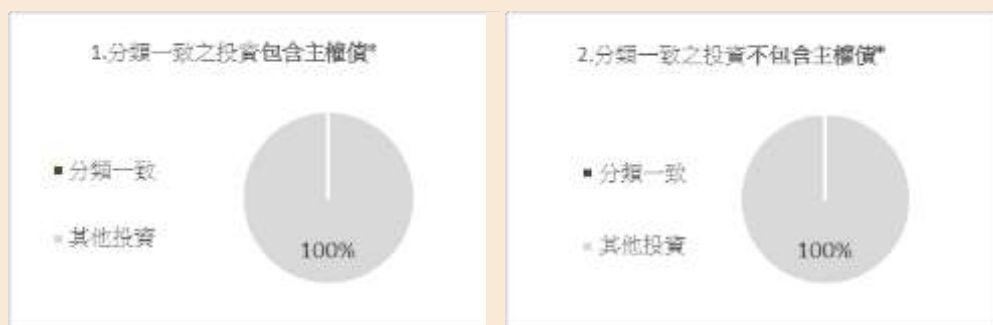 1.分類一致之投資包含主權債*
■ 分類一致
■ 其他投資
100%
2.分類一致之投資不包含主權債*
■ 分類一致
■ 其他投資
100%